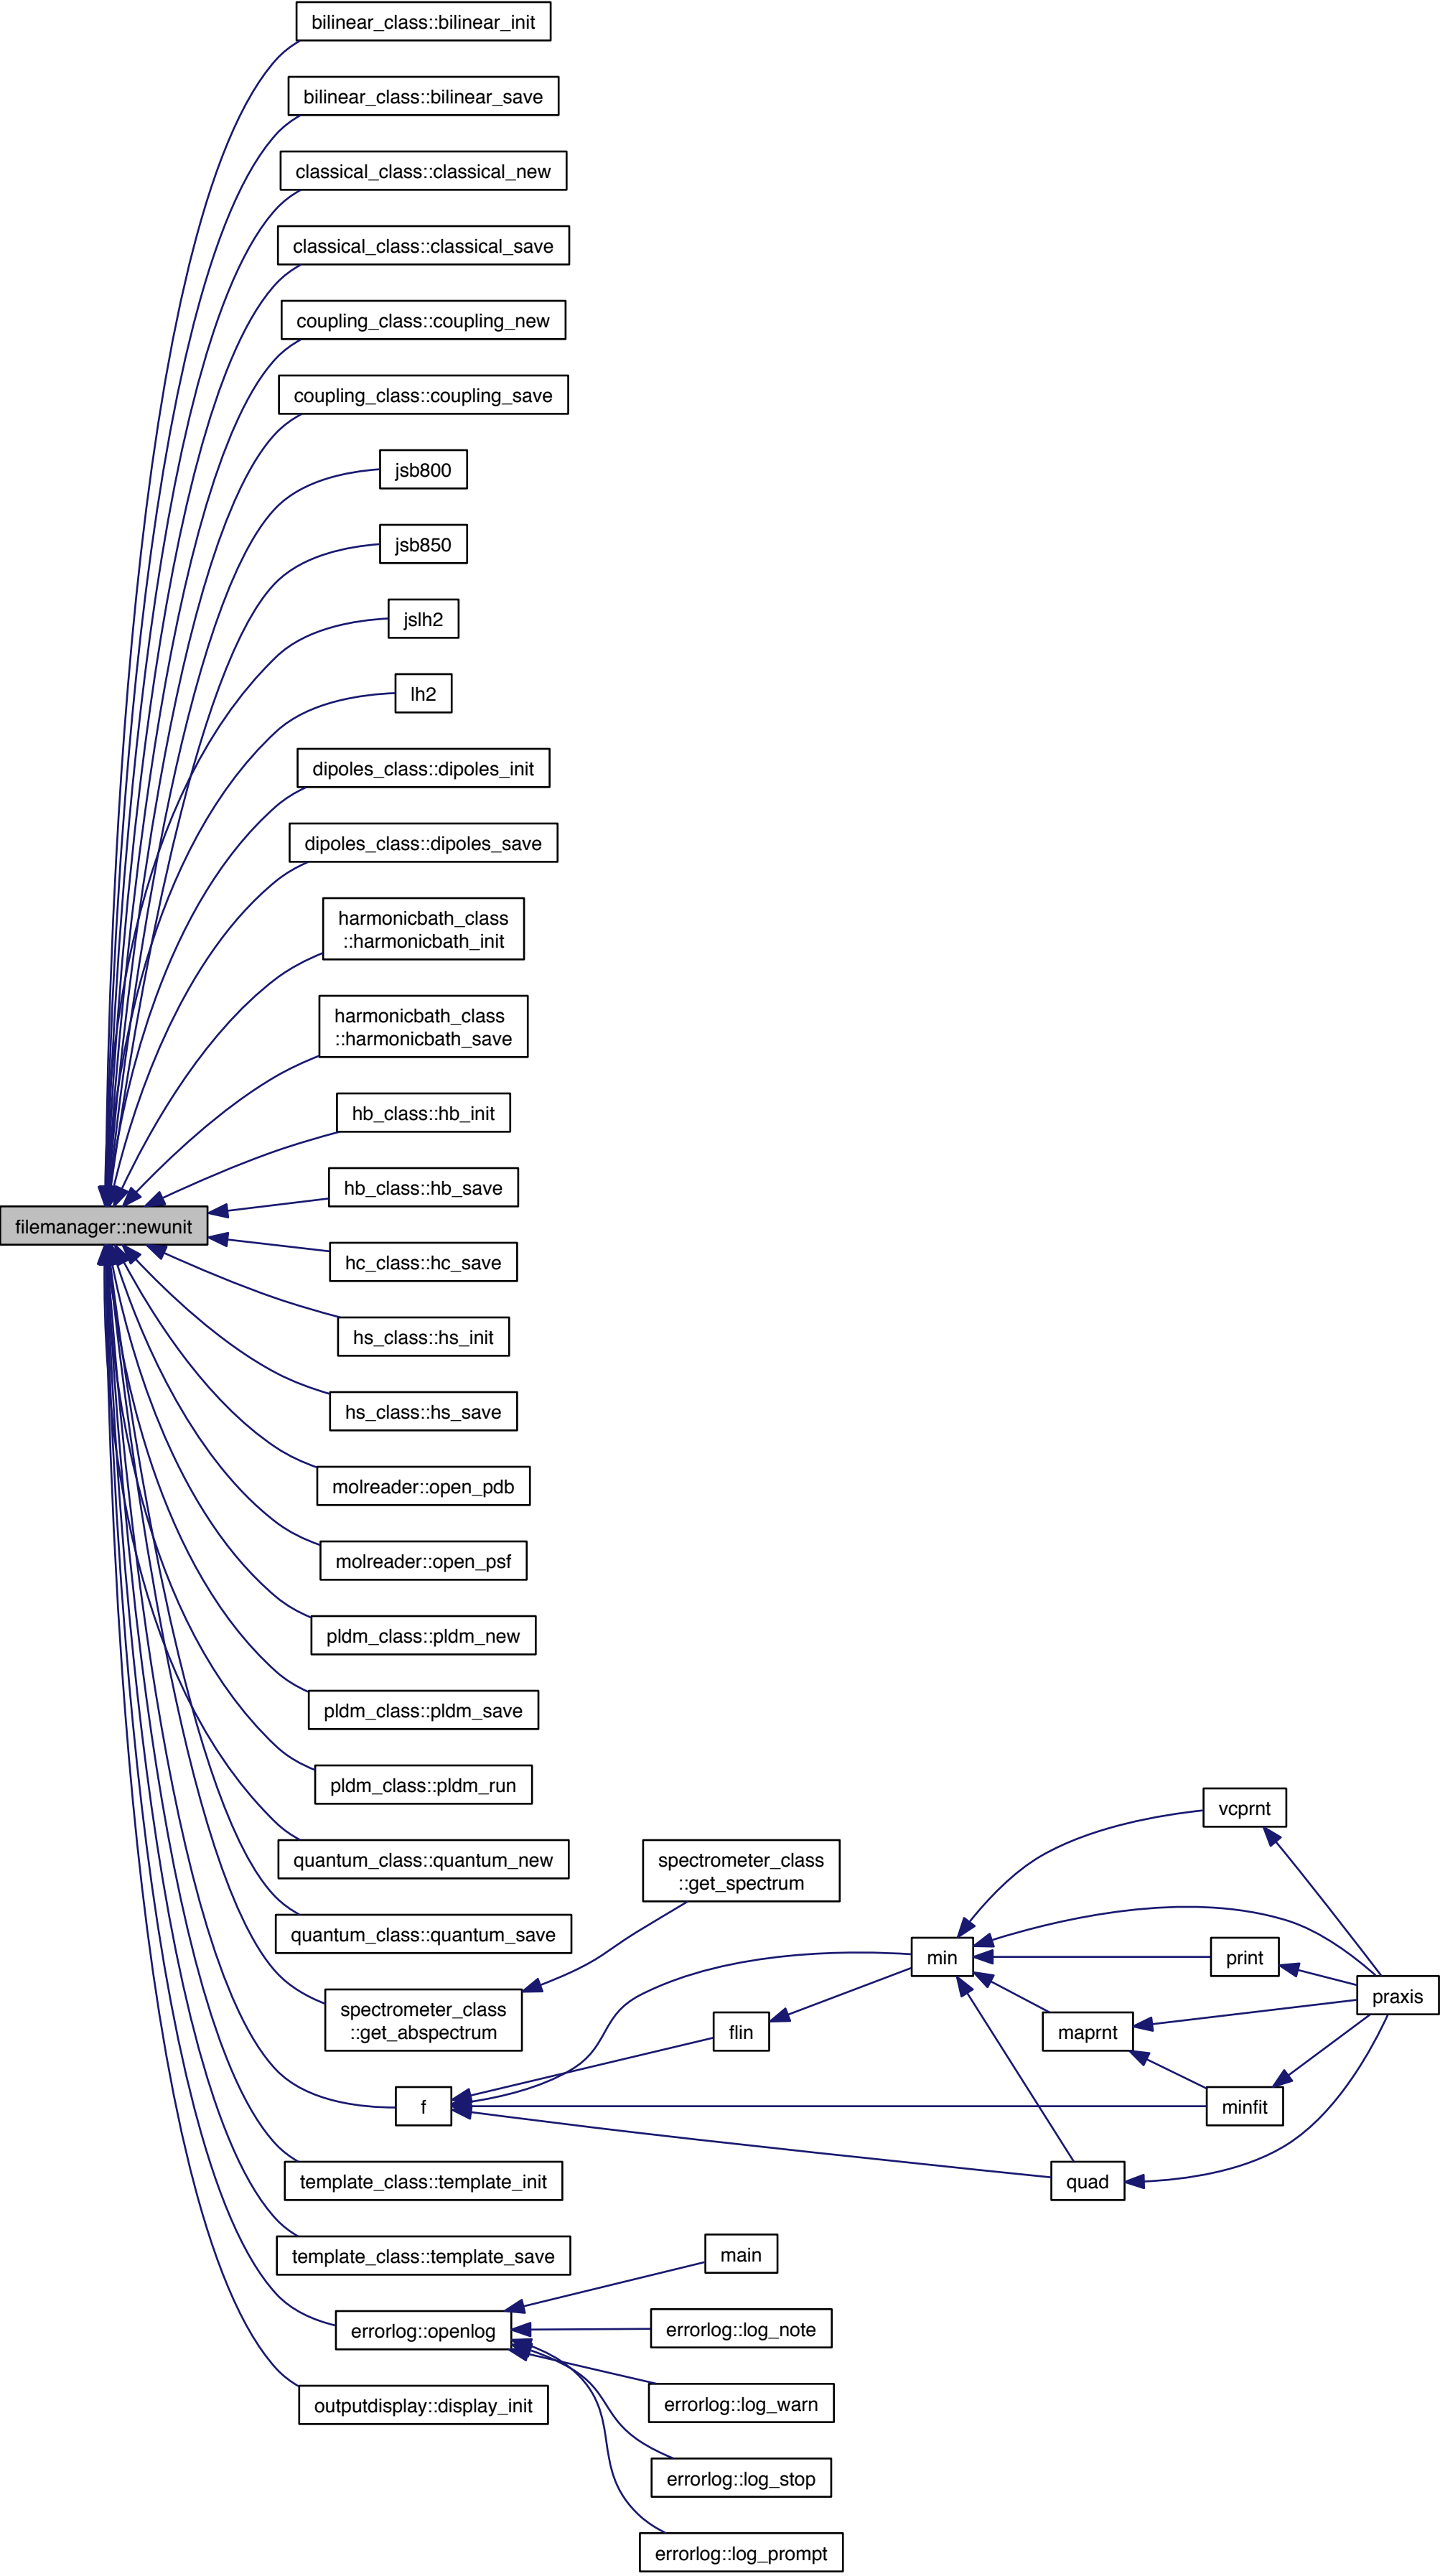 bilinear_class::bilinear_init
bilinear_class::bilinear_save
classical_class::classical_new
classical_class::classical_save
coupling_class::coupling_new
coupling_class::coupling_save
jsb800
jsb850
jslh2
lh2
dipoles_class::dipoles_init
dipoles_class::dipoles_save
harmonicbath_class
::harmonicbath_init
harmonicbath_class
::harmonicbath_save
hb_class::hb_init
hb_class::hb_save
filemanager::newunit
hc_class::hc_save
hs_class::hs_init
hs_class::hs_save
molreader::open_pdb
molreader::open_psf
pldm_class::pldm_new
pldm_class::pldm_save
pldm_class::pldm_run
vcprnt
quantum_class::quantum_new
spectrometer_class
::get_spectrum
quantum_class::quantum_save
min
print
praxis
spectrometer_class
::get_abspectrum
flin
maprnt
f
minfit
template_class::template_init
quad
template_class::template_save
main
errorlog::openlog
errorlog::log_note
outputdisplay::display_init
errorlog::log_warn
errorlog::log_stop
errorlog::log_prompt